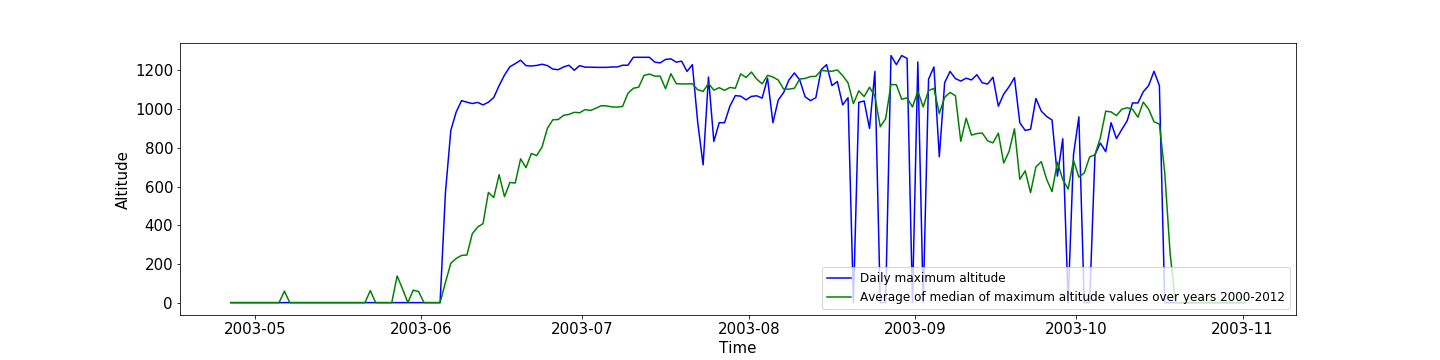 1200
1000
800
600
400
200
0
Altitude
Daily maximum altitude
Average of median of maximum altitude values over years 2000-2012
2003-05 2003-06 2003-07 2003-08 2003-09 2003-10 2003-11
Time